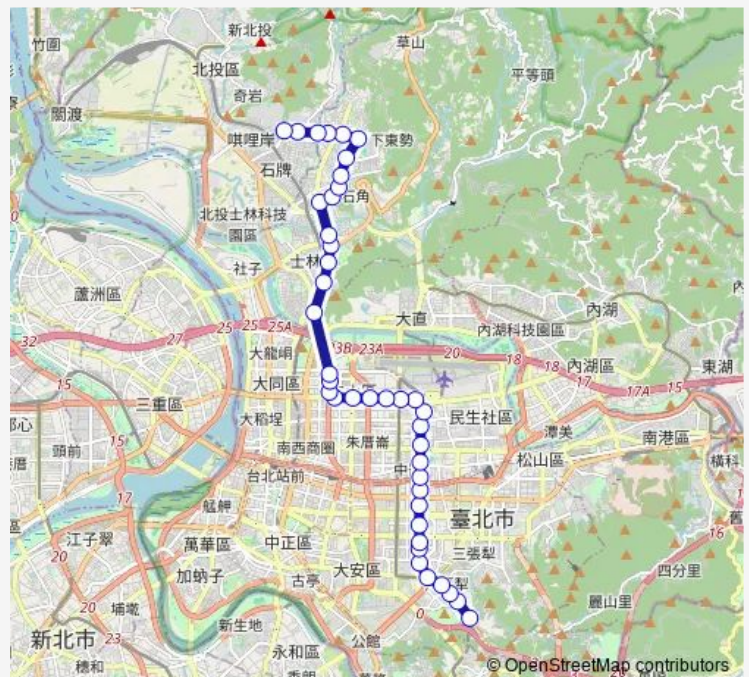 竹圍
新北投
草山
北投區
平等頭
奇岩
關渡
唭哩岸
下東勢
石牌
石角
北投士林科技
園區
士林
社子
蘆洲區
內湖
大直
25
25
25A
內湖科技園區
27
32
大龍峒
23B
23A
20
18
18
內湖區
東湖
17A
大同區
15
三重區
民生社區
大稻埕
15
潭美
南港區
頭前
南西商圈
朱厝崙
松山區
橫科
台北站前
17
艋舺
臺北市
16
舊
江子翠
萬華區
中正區
三張犁
20
加蚋子
古亭
大安區
四分里
埔墘
0
麗山里
新生地
公館
新北市
23
永和區
穗和
© OpenStreetMap contributors